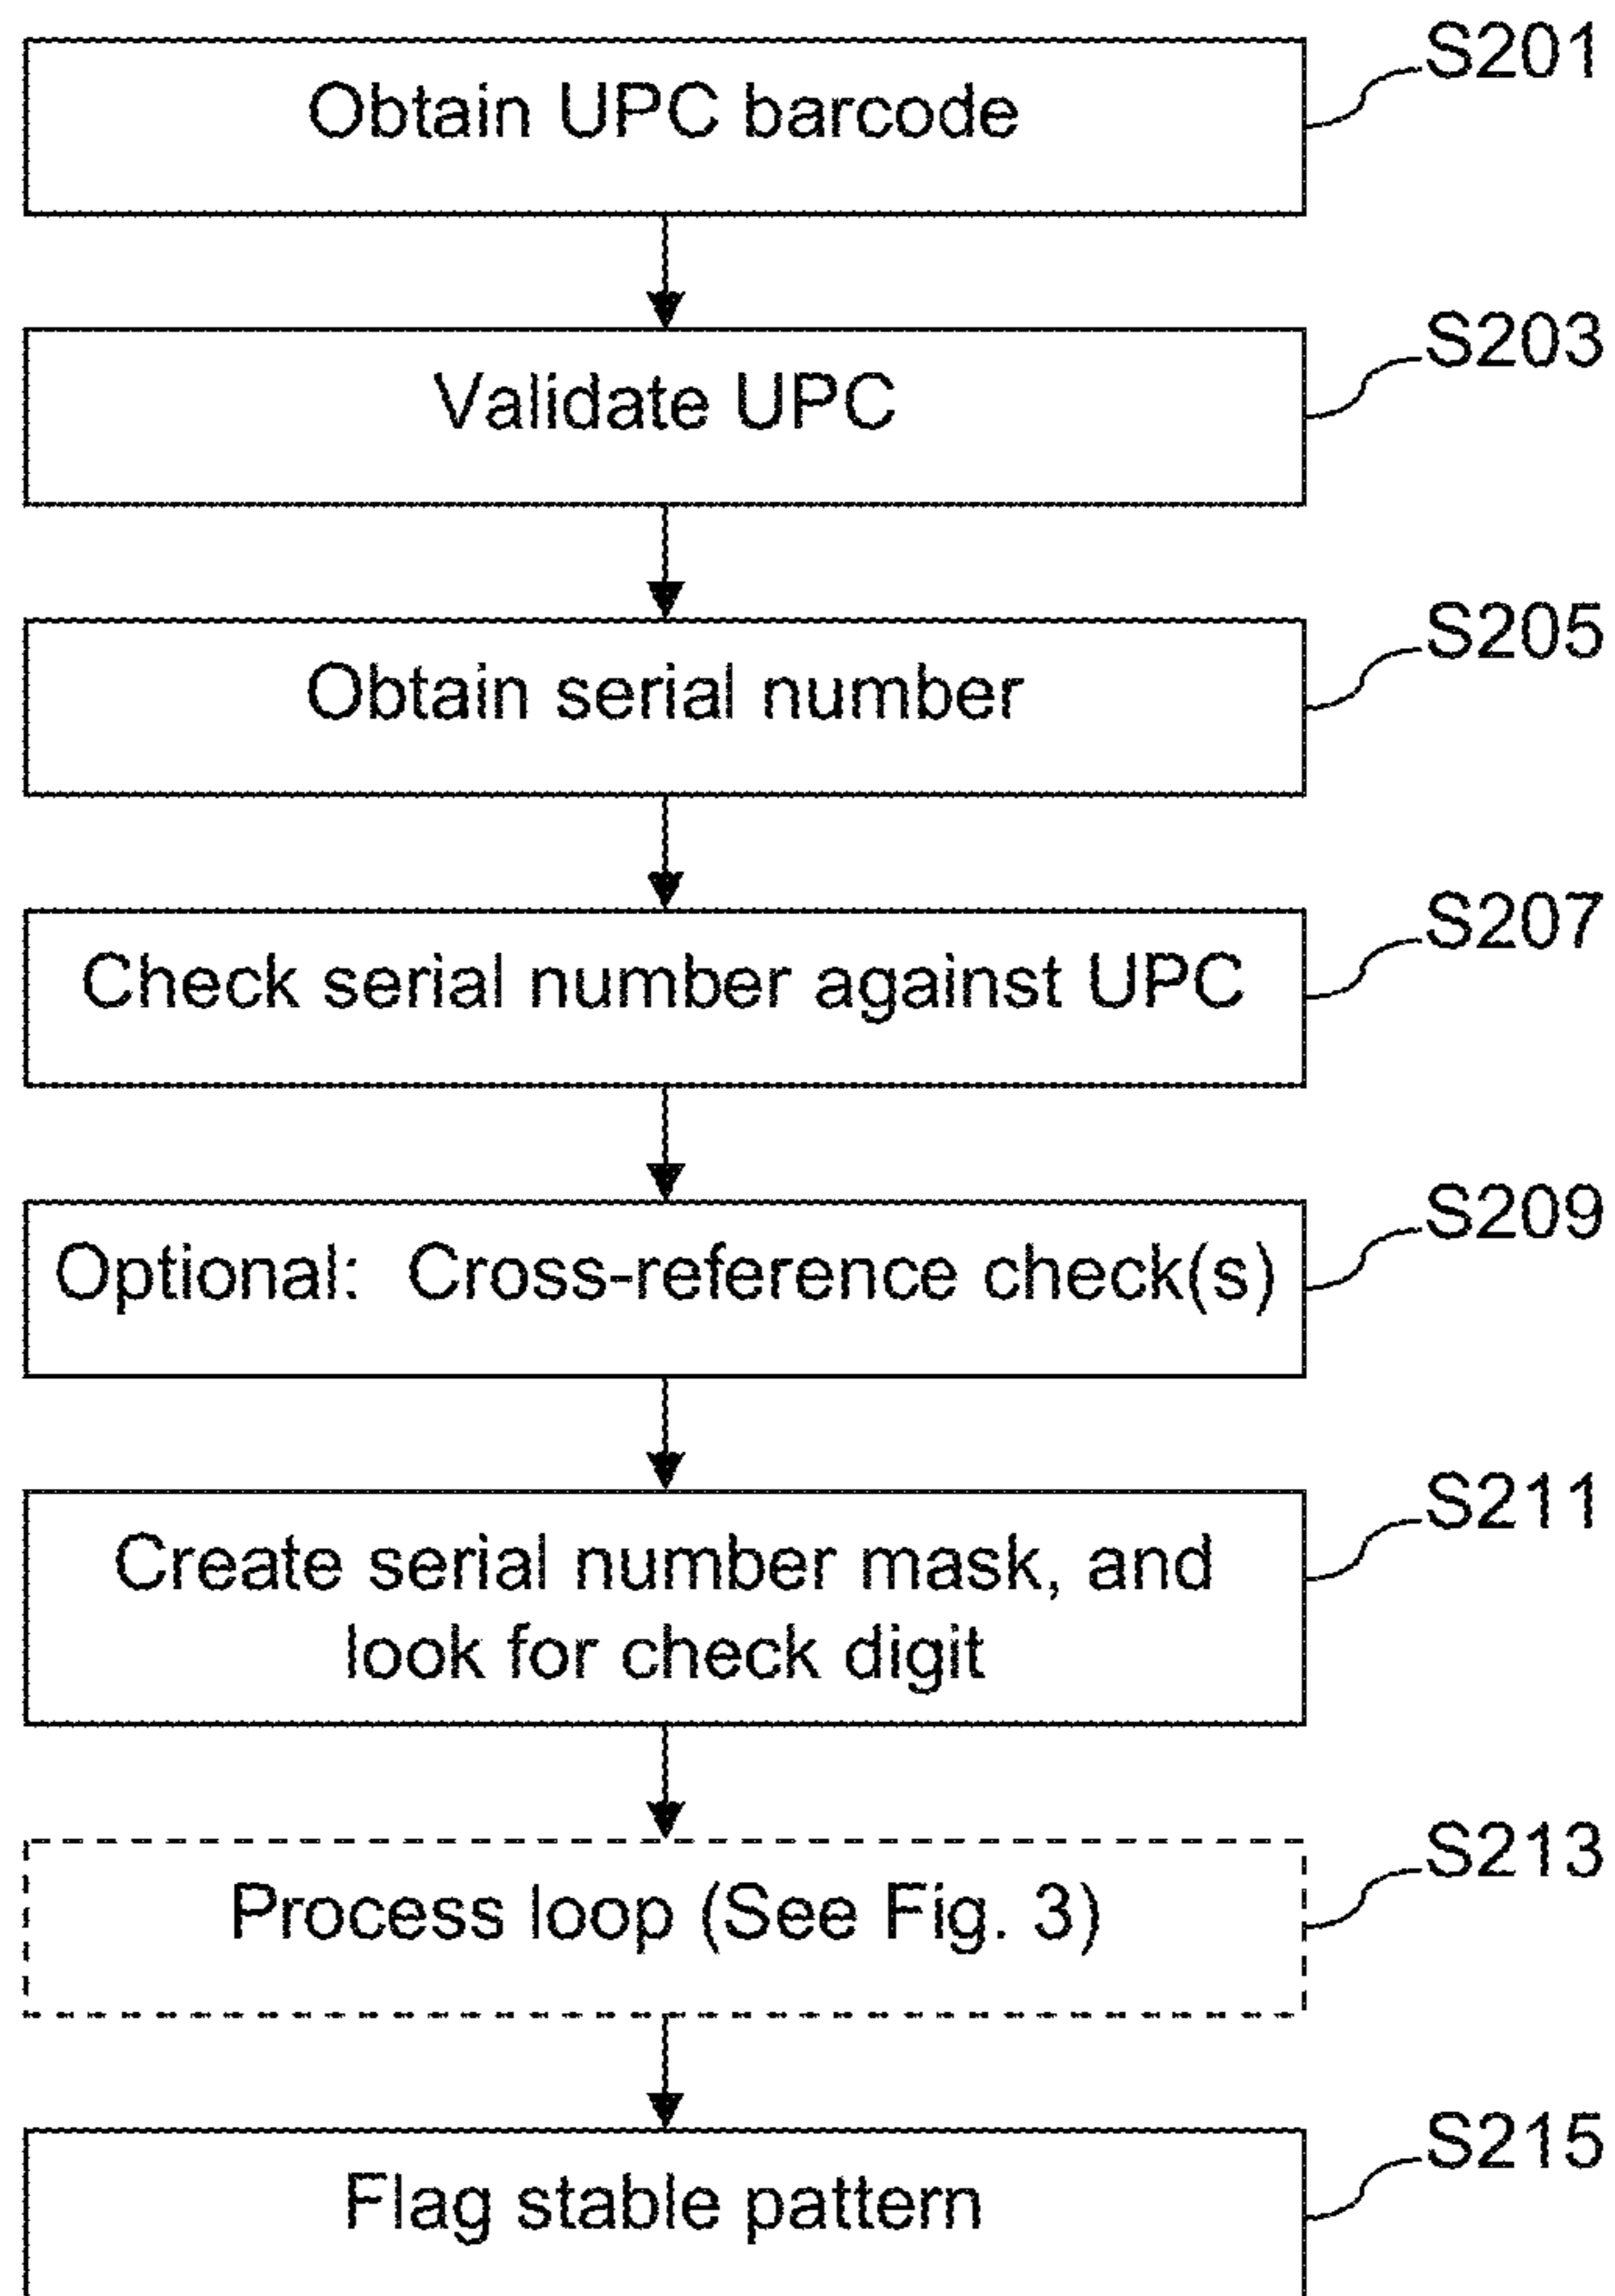 Obtain UPC barcode
S201
Validate UPC
S203
Obtain serial number
S205
Check serial number against UPC
S207
Optional: Cross-reference check(s)
S209
Create serial number mask, and
look for check digit
S211
Process loop (See Fig. 3)
S213
Flag stable pattern
S215